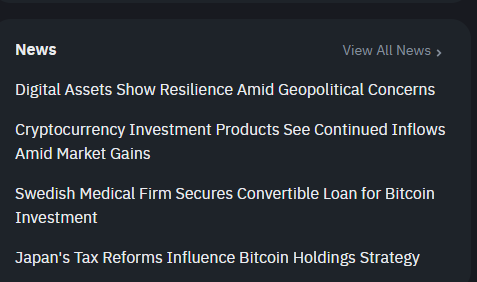 News
View All News
Digital Assets Show Resilience Amid Geopolitical Concerns
Cryptocurrency Investment Products See Continued Inflows
Amid Market Gains
Swedish Medical Firm Secures Convertible Loan for Bitcoin
Investment
Japan's Tax Reforms Influence Bitcoin Holdings Strategy